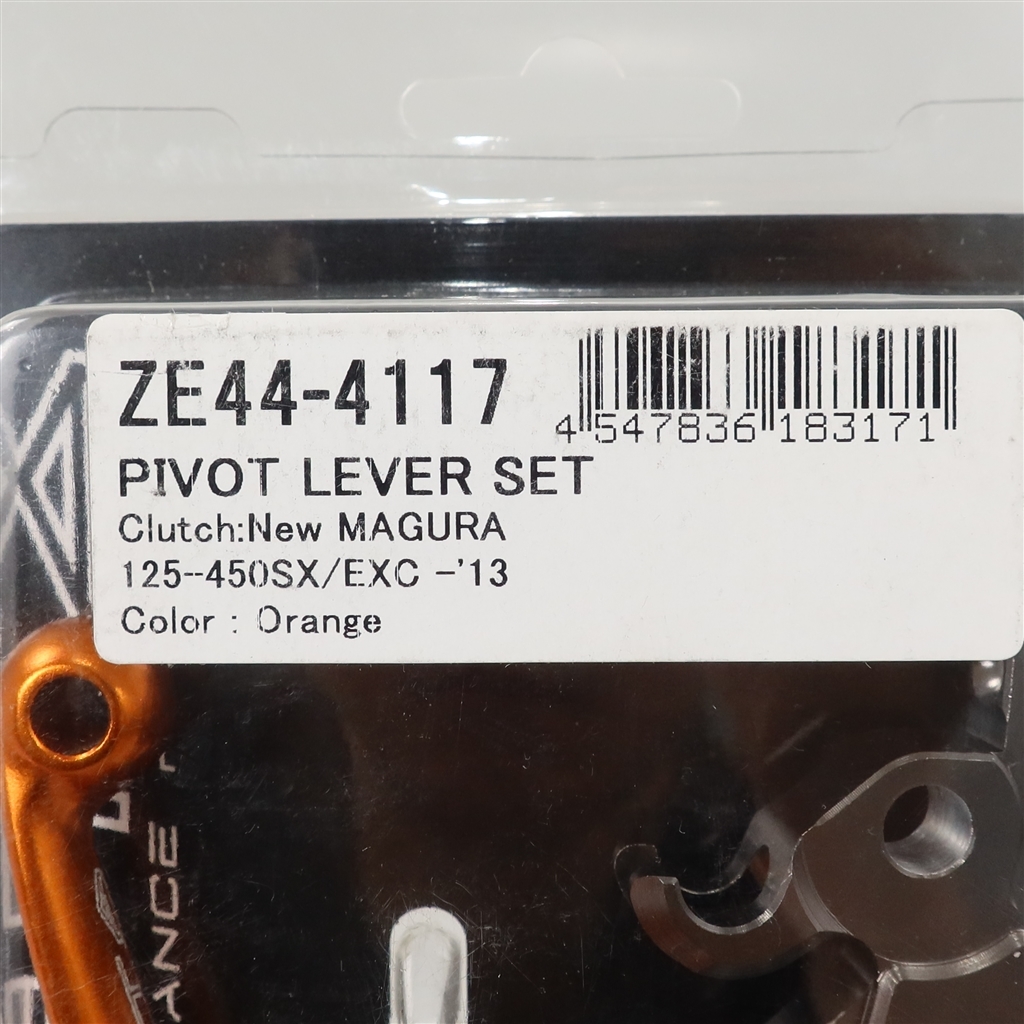 ZE44-4117
4 547836 183171
PIVOT LEVER SET
Clutch:New MAGURA
125-450SX/EXC -'13
Color : Orange